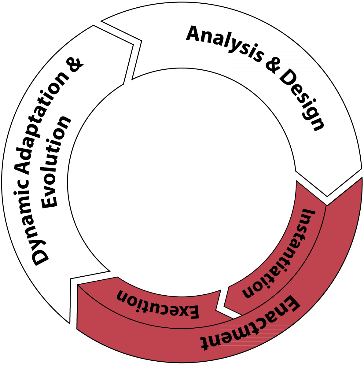 Analysis & Design
Instantiation
Enactment
Execution
Dynamic Adaptation &
Evolution